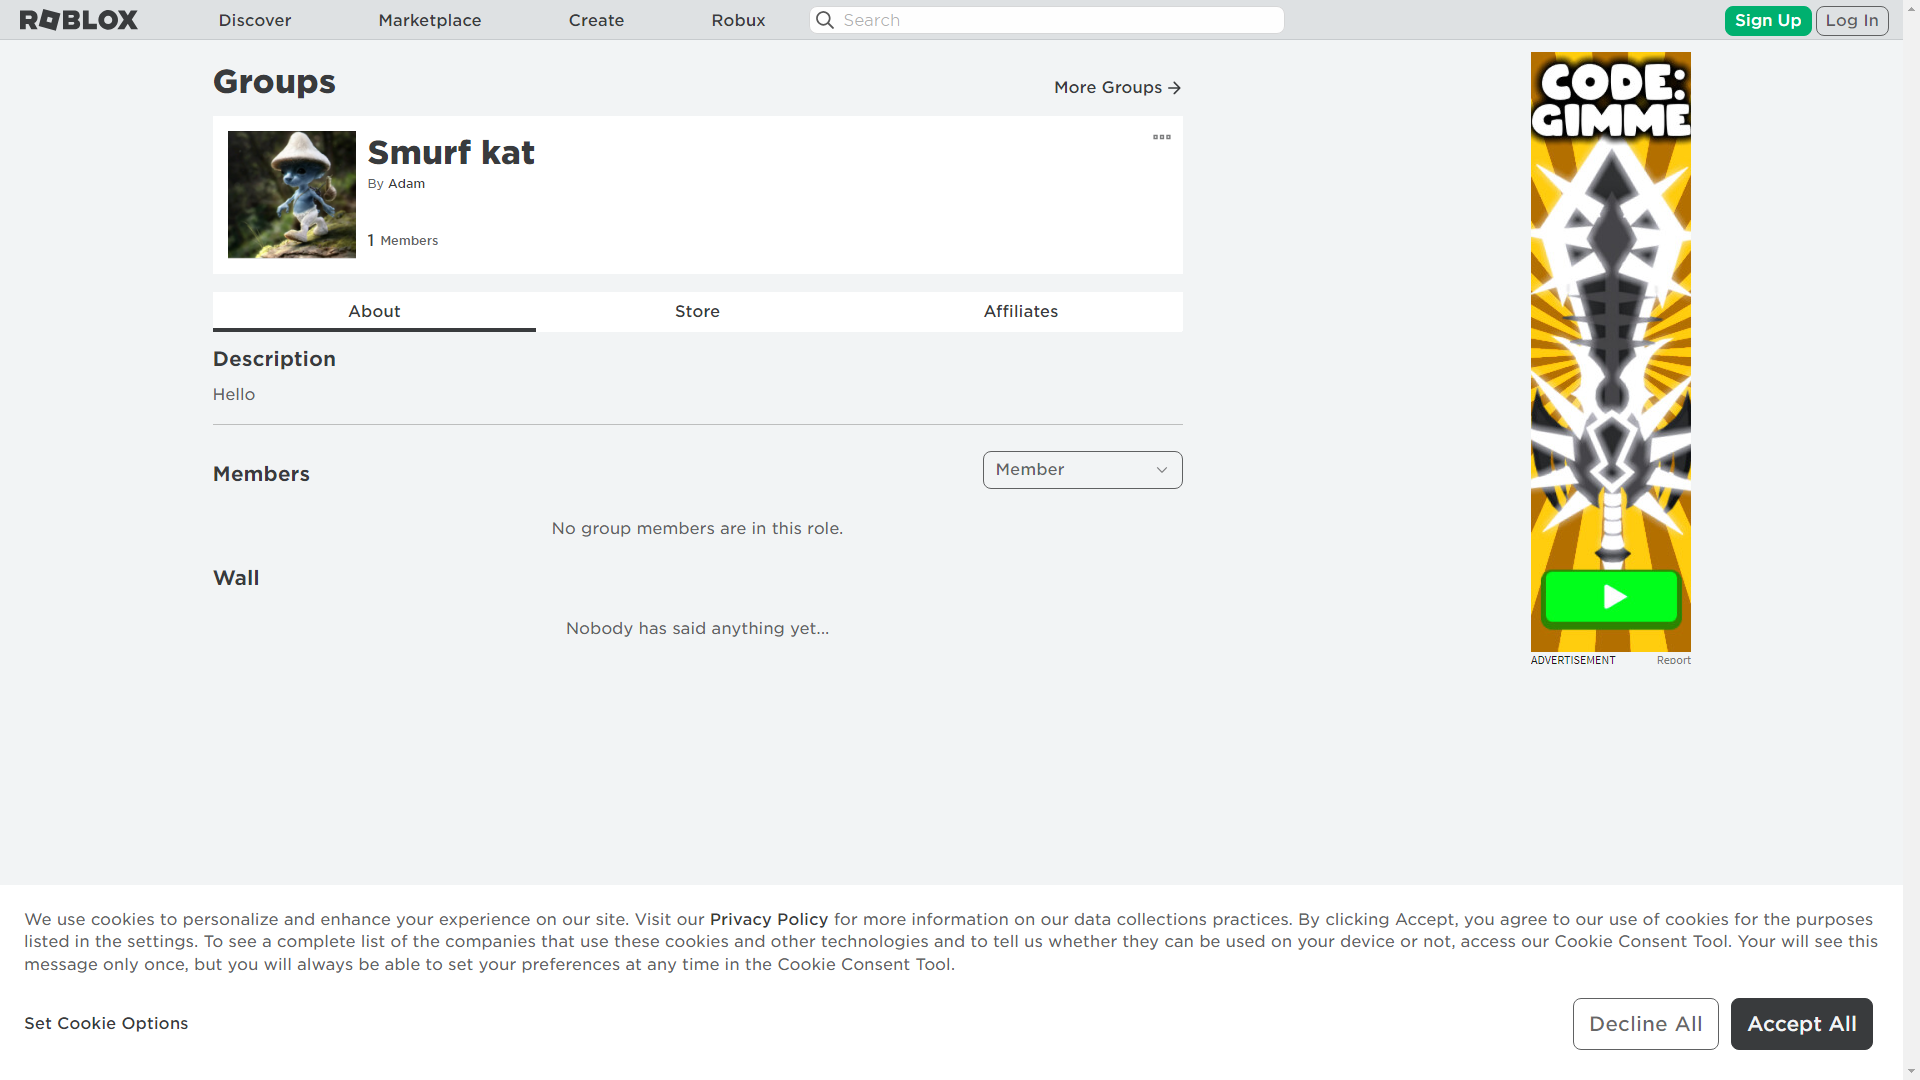 ROBLOX
Discover
Marketplace
Create
Robux
Search
Sign Up
Log In
Groups
More Groups
Smurf kat
By Adam
1 Members
About
Store
Affiliates
Description
Hello
Members
Member
No group members are in this role.
Wall
Nobody has said anything yet...
CODE:
GIMME
ADVERTISEMENT
Report
We use cookies to personalize and enhance your experience on our site. Visit our Privacy Policy for more information on our data collections practices. By clicking Accept, you agree to our use of cookies for the purposes
listed in the settings. To see a complete list of the companies that use these cookies and other technologies and to tell us whether they can be used on your device or not, access our Cookie Consent Tool. Your will see this
message only once, but you will always be able to set your preferences at any time in the Cookie Consent Tool.
Set Cookie Options
Decline All
Accept All